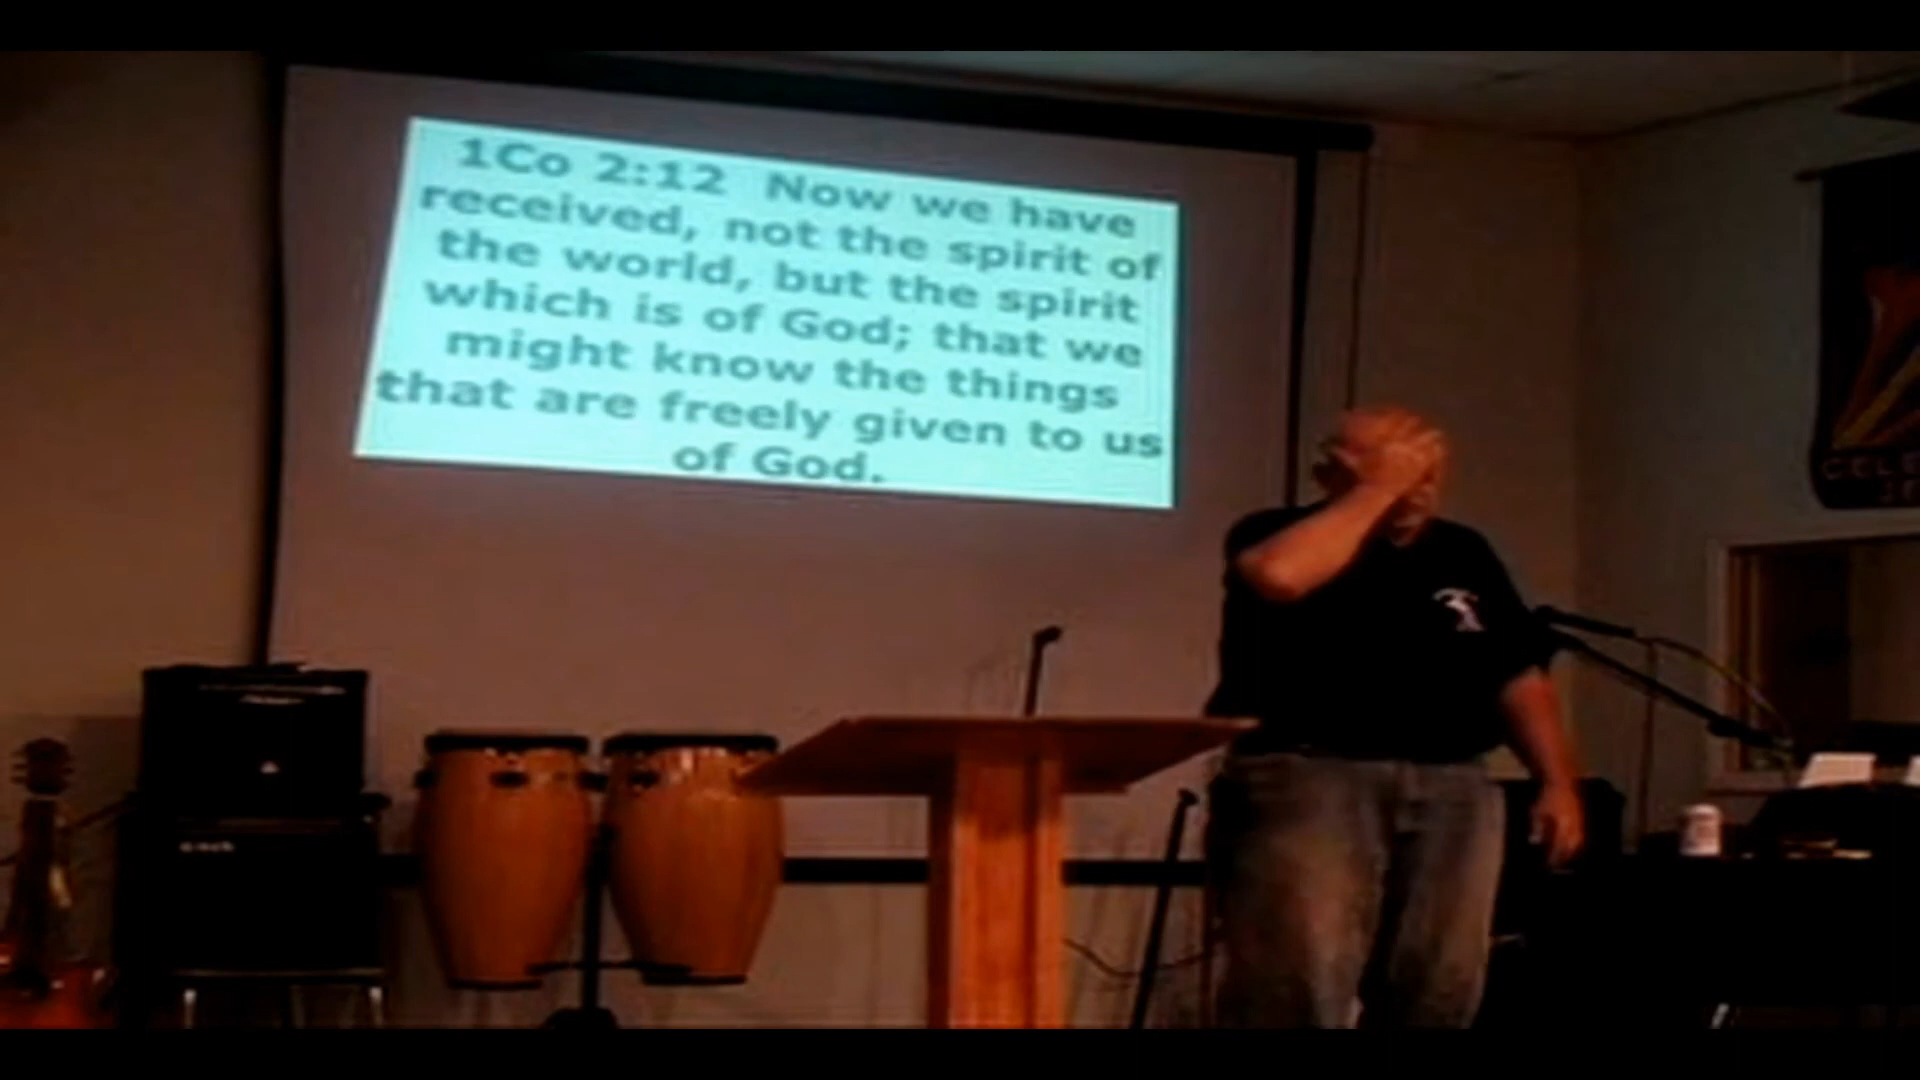 1Co 2:12 Now we have
received, not the spirit of
the world, but the spirit
which is of God; that we
might know the things
that are freely given to us
of God.